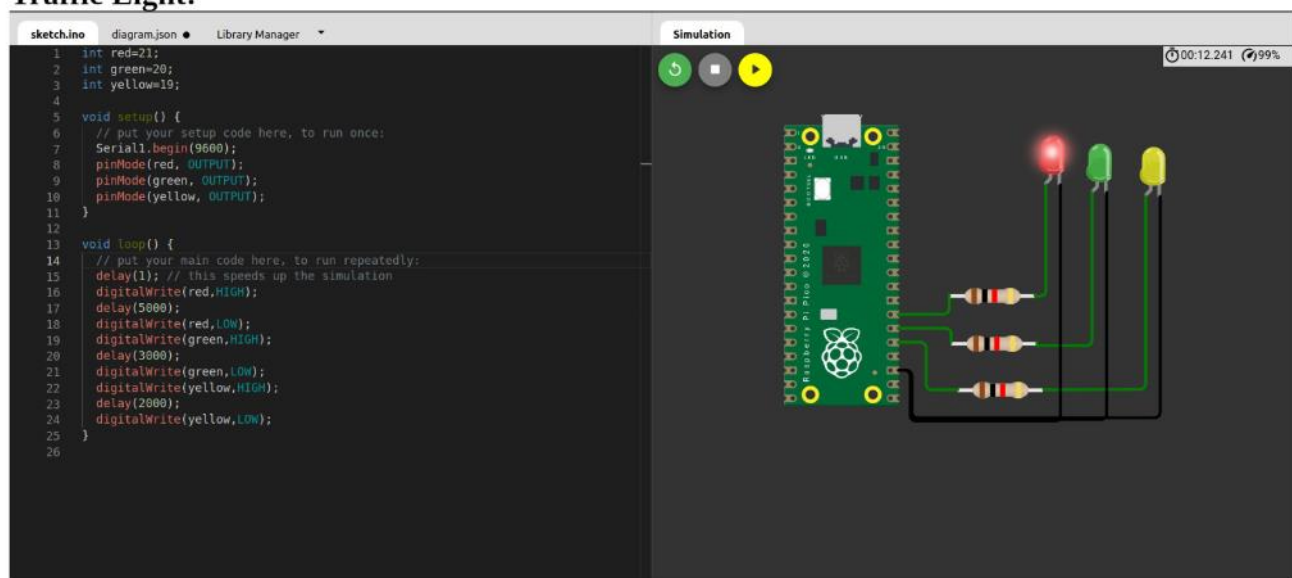 Traffic Light:
sketch.ino diagram.json ● Library Manager
Simulation
00:12.241 99%
1 int red=21;
2 int green=20;
3 int yellow=19;
4
5 void setup() {
6 // put your setup code here, to run once:
7 Serial1.begin(9600);
8 pinMode(red, OUTPUT);
9 pinMode(green, OUTPUT);
10 pinMode(yellow, OUTPUT);
11 }
12
13 void loop() {
14 // put your main code here, to run repeatedly:
15 delay(1); // this speeds up the simulation
16 digitalWrite(red,HIGH);
17 delay(5000);
18 digitalWrite(red,LOW);
19 digitalWrite(green,HIGH);
20 delay(3000);
21 digitalWrite(green,LOW);
22 digitalWrite(yellow,HIGH);
23 delay(2000);
24 digitalWrite(yellow,LOW);
25 }
26
LED
USB
BOOTSEL
Raspberry Pi Pico © 2020